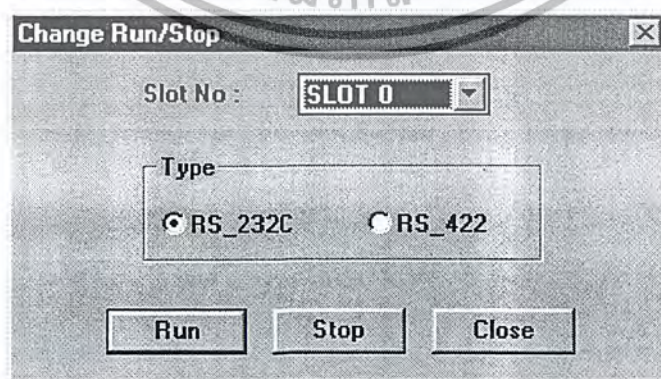 Change Run/Stop
Slot No : SLOT 0
Type
RS_232C RS_422
Run Stop Close